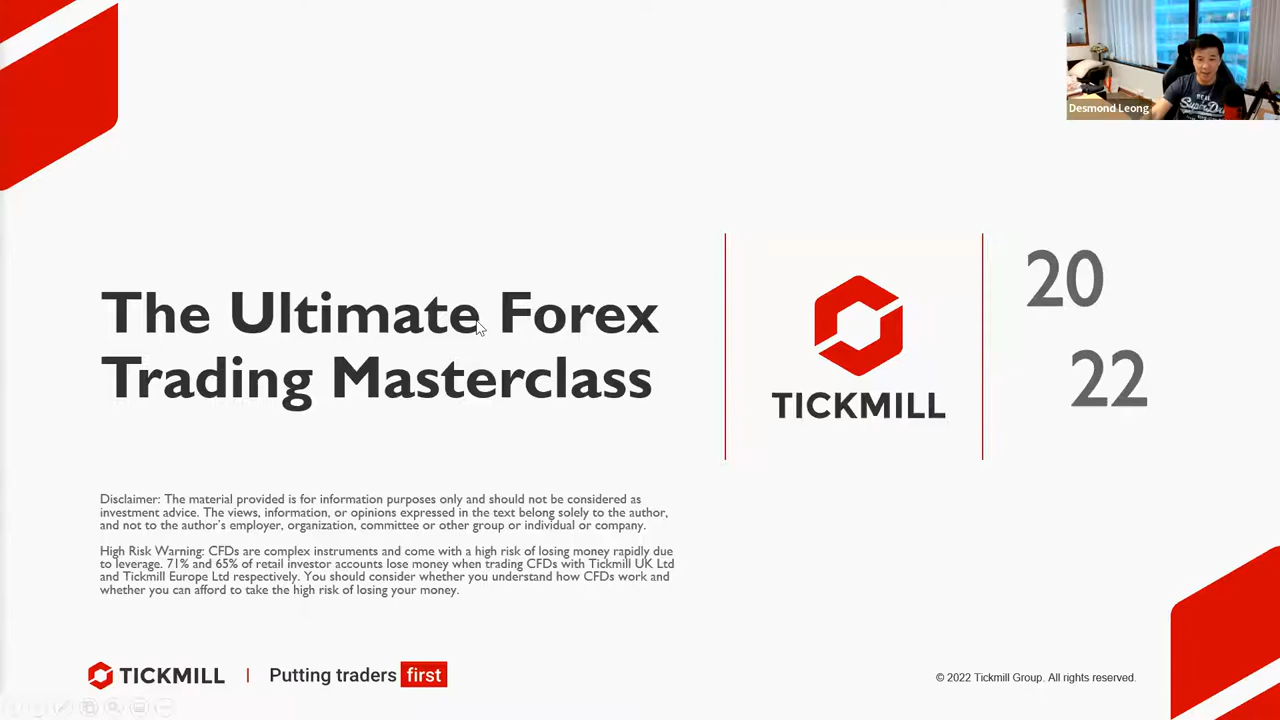 Desmond Leong
The Ultimate Forex
Trading Masterclass
TICKMILL
20
22
Disclaimer: The material provided is for information purposes only and should not be considered as
investment advice. The views, information, or opinions expressed in the text belong solely to the author,
and not to the author's employer, organization, committee or other group or individual or company.
High Risk Warning: CFDs are complex instruments and come with a high risk of losing money rapidly due
to leverage. 71% and 65% of retail investor accounts lose money when trading CFDs with Tickmill UK Ltd
and Tickmill Europe Ltd respectively. You should consider whether you understand how CFDs work and
whether you can afford to take the high risk of losing your money.
TICKMILL | Putting traders first
© 2022 Tickmill Group. All rights reserved.